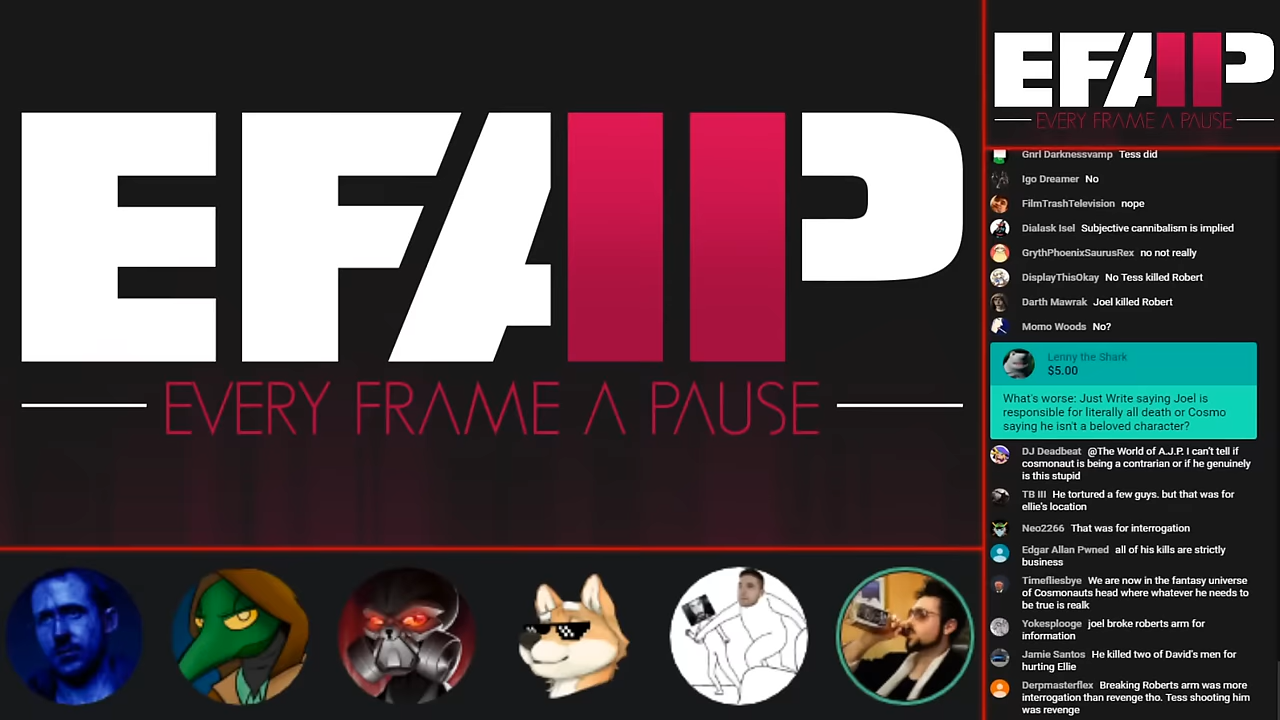 EFAP
EVERY FRAME A PAUSE
EFAP
EVERY FRAME A PAUSE
Gnrl Darknessvamp Tess did
Igo Dreamer No
FilmTrashTelevision nope
Dialask Isel Subjective cannibalism is implied
GrythPhoenixSaurusRex no not really
DisplayThisOkay No Tess killed Robert
Darth Mawrak Joel killed Robert
Momo Woods No?
Lenny the Shark
$5.00
What's worse: Just Write saying Joel is
responsible for literally all death or Cosmo
saying he isn't a beloved character?
DJ Deadbeat @The World of A.J.P. I can't tell if
cosmonaut is being a contrarian or if he genuinely
is this stupid
TB III He tortured a few guys. but that was for
ellie's location
Neo2266 That was for interrogation
Edgar Allan Pwned all of his kills are strictly
business
Timefliesbye We are now in the fantasy universe
of Cosmonauts head where whatever he needs to
be true is realk
Yokesplooge joel broke roberts arm for
information
Jamie Santos He killed two of David's men for
hurting Ellie
Derpmasterflex Breaking Roberts arm was more
interrogation than revenge tho. Tess shooting him
was revenge